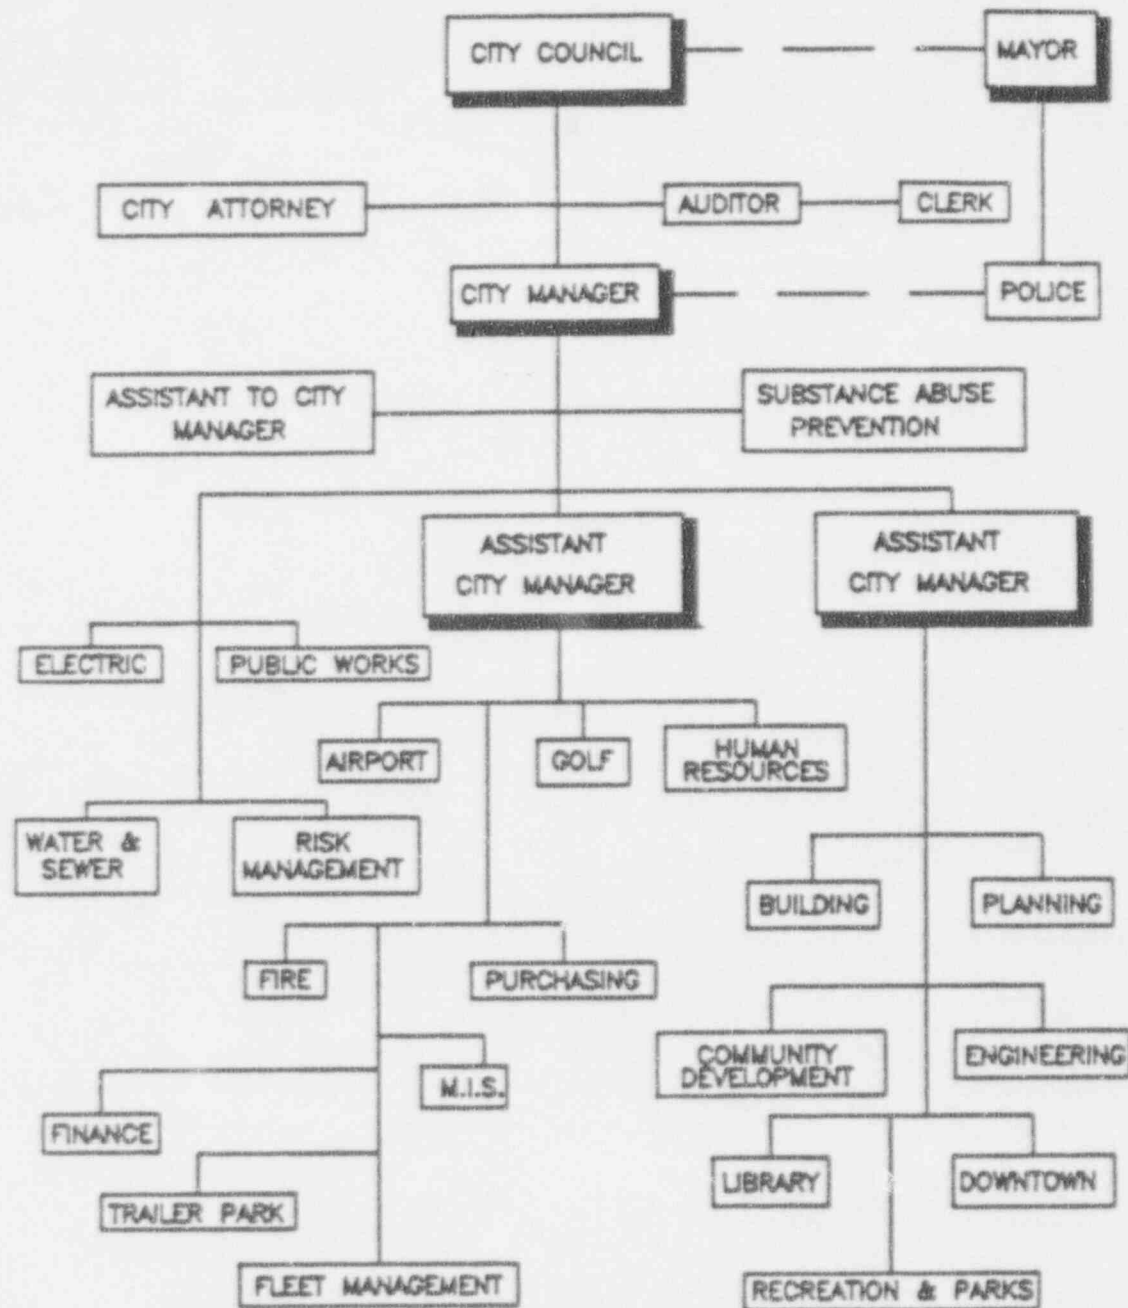 CITY COUNCIL
MAYOR
CITY ATTORNEY
AUDITOR
CLERK
CITY MANAGER
POLICE
ASSISTANT TO CITY
MANAGER
SUBSTANCE ABUSE
PREVENTION
ASSISTANT
CITY MANAGER
ASSISTANT
CITY MANAGER
ELECTRIC
PUBLIC WORKS
AIRPORT
GOLF
HUMAN
RESOURCES
WATER &
SEWER
RISK
MANAGEMENT
BUILDING
PLANNING
FIRE
PURCHASING
COMMUNITY
DEVELOPMENT
ENGINEERING
M.I.S.
FINANCE
LIBRARY
DOWNTOWN
TRAILER PARK
FLEET MANAGEMENT
RECREATION & PARKS